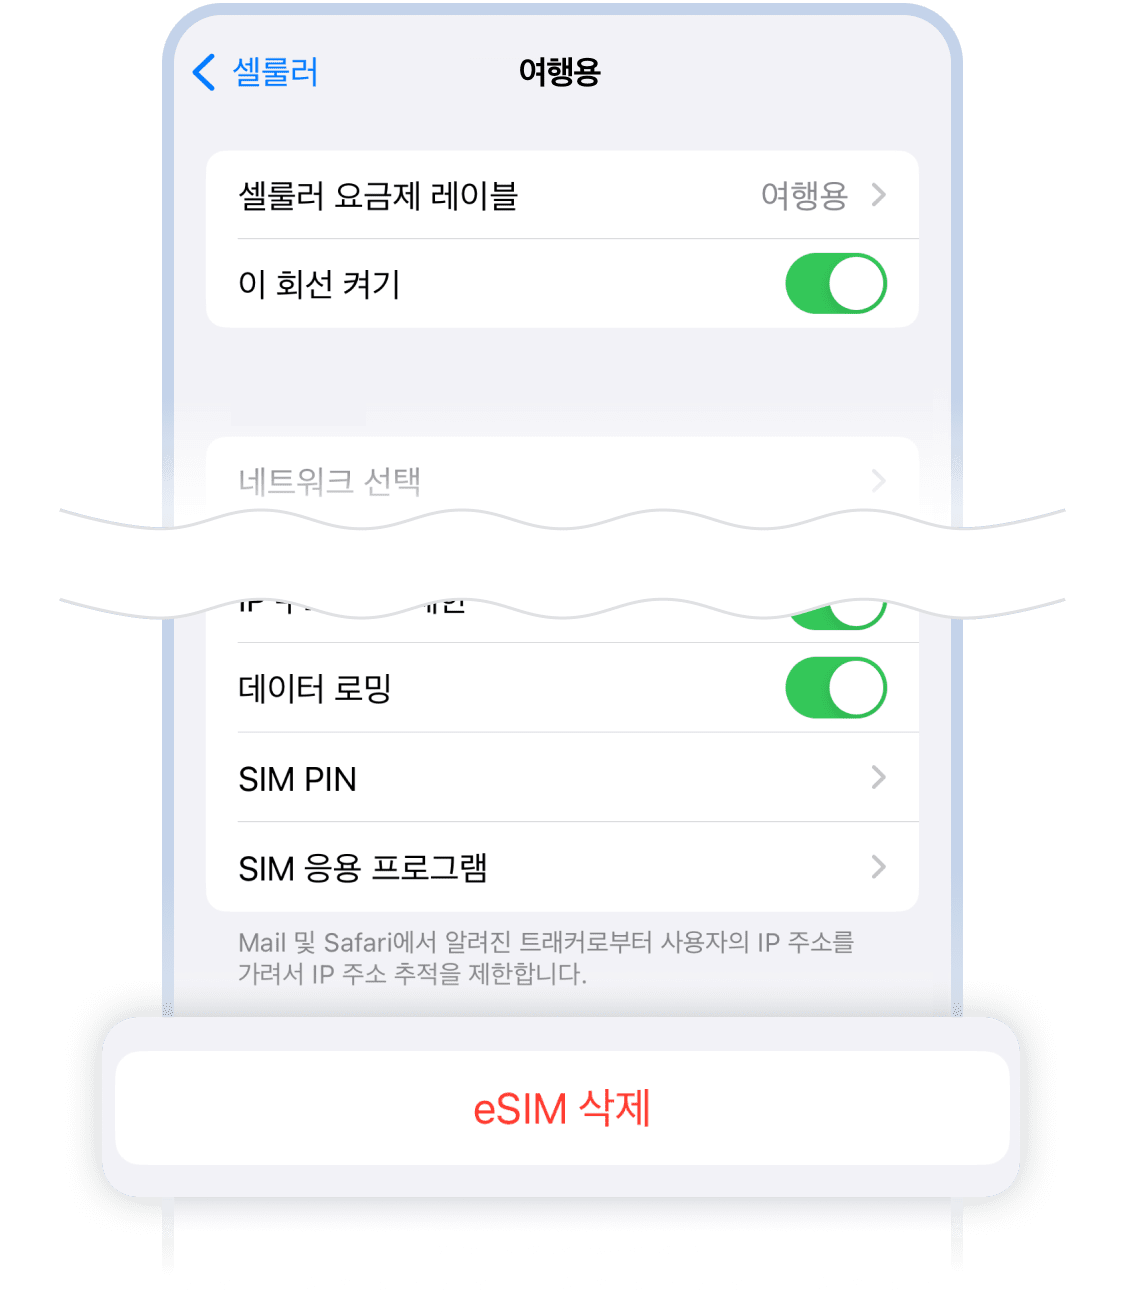 셀룰러
여행용
셀룰러 요금제 레이블 여행용
이 회선 켜기
네트워크 선택
데이터 로밍
SIM PIN
SIM 응용 프로그램
Mail 및 Safari에서 알려진 트래커로부터 사용자의 IP 주소를
가려서 IP 주소 추적을 제한합니다.
eSIM 삭제